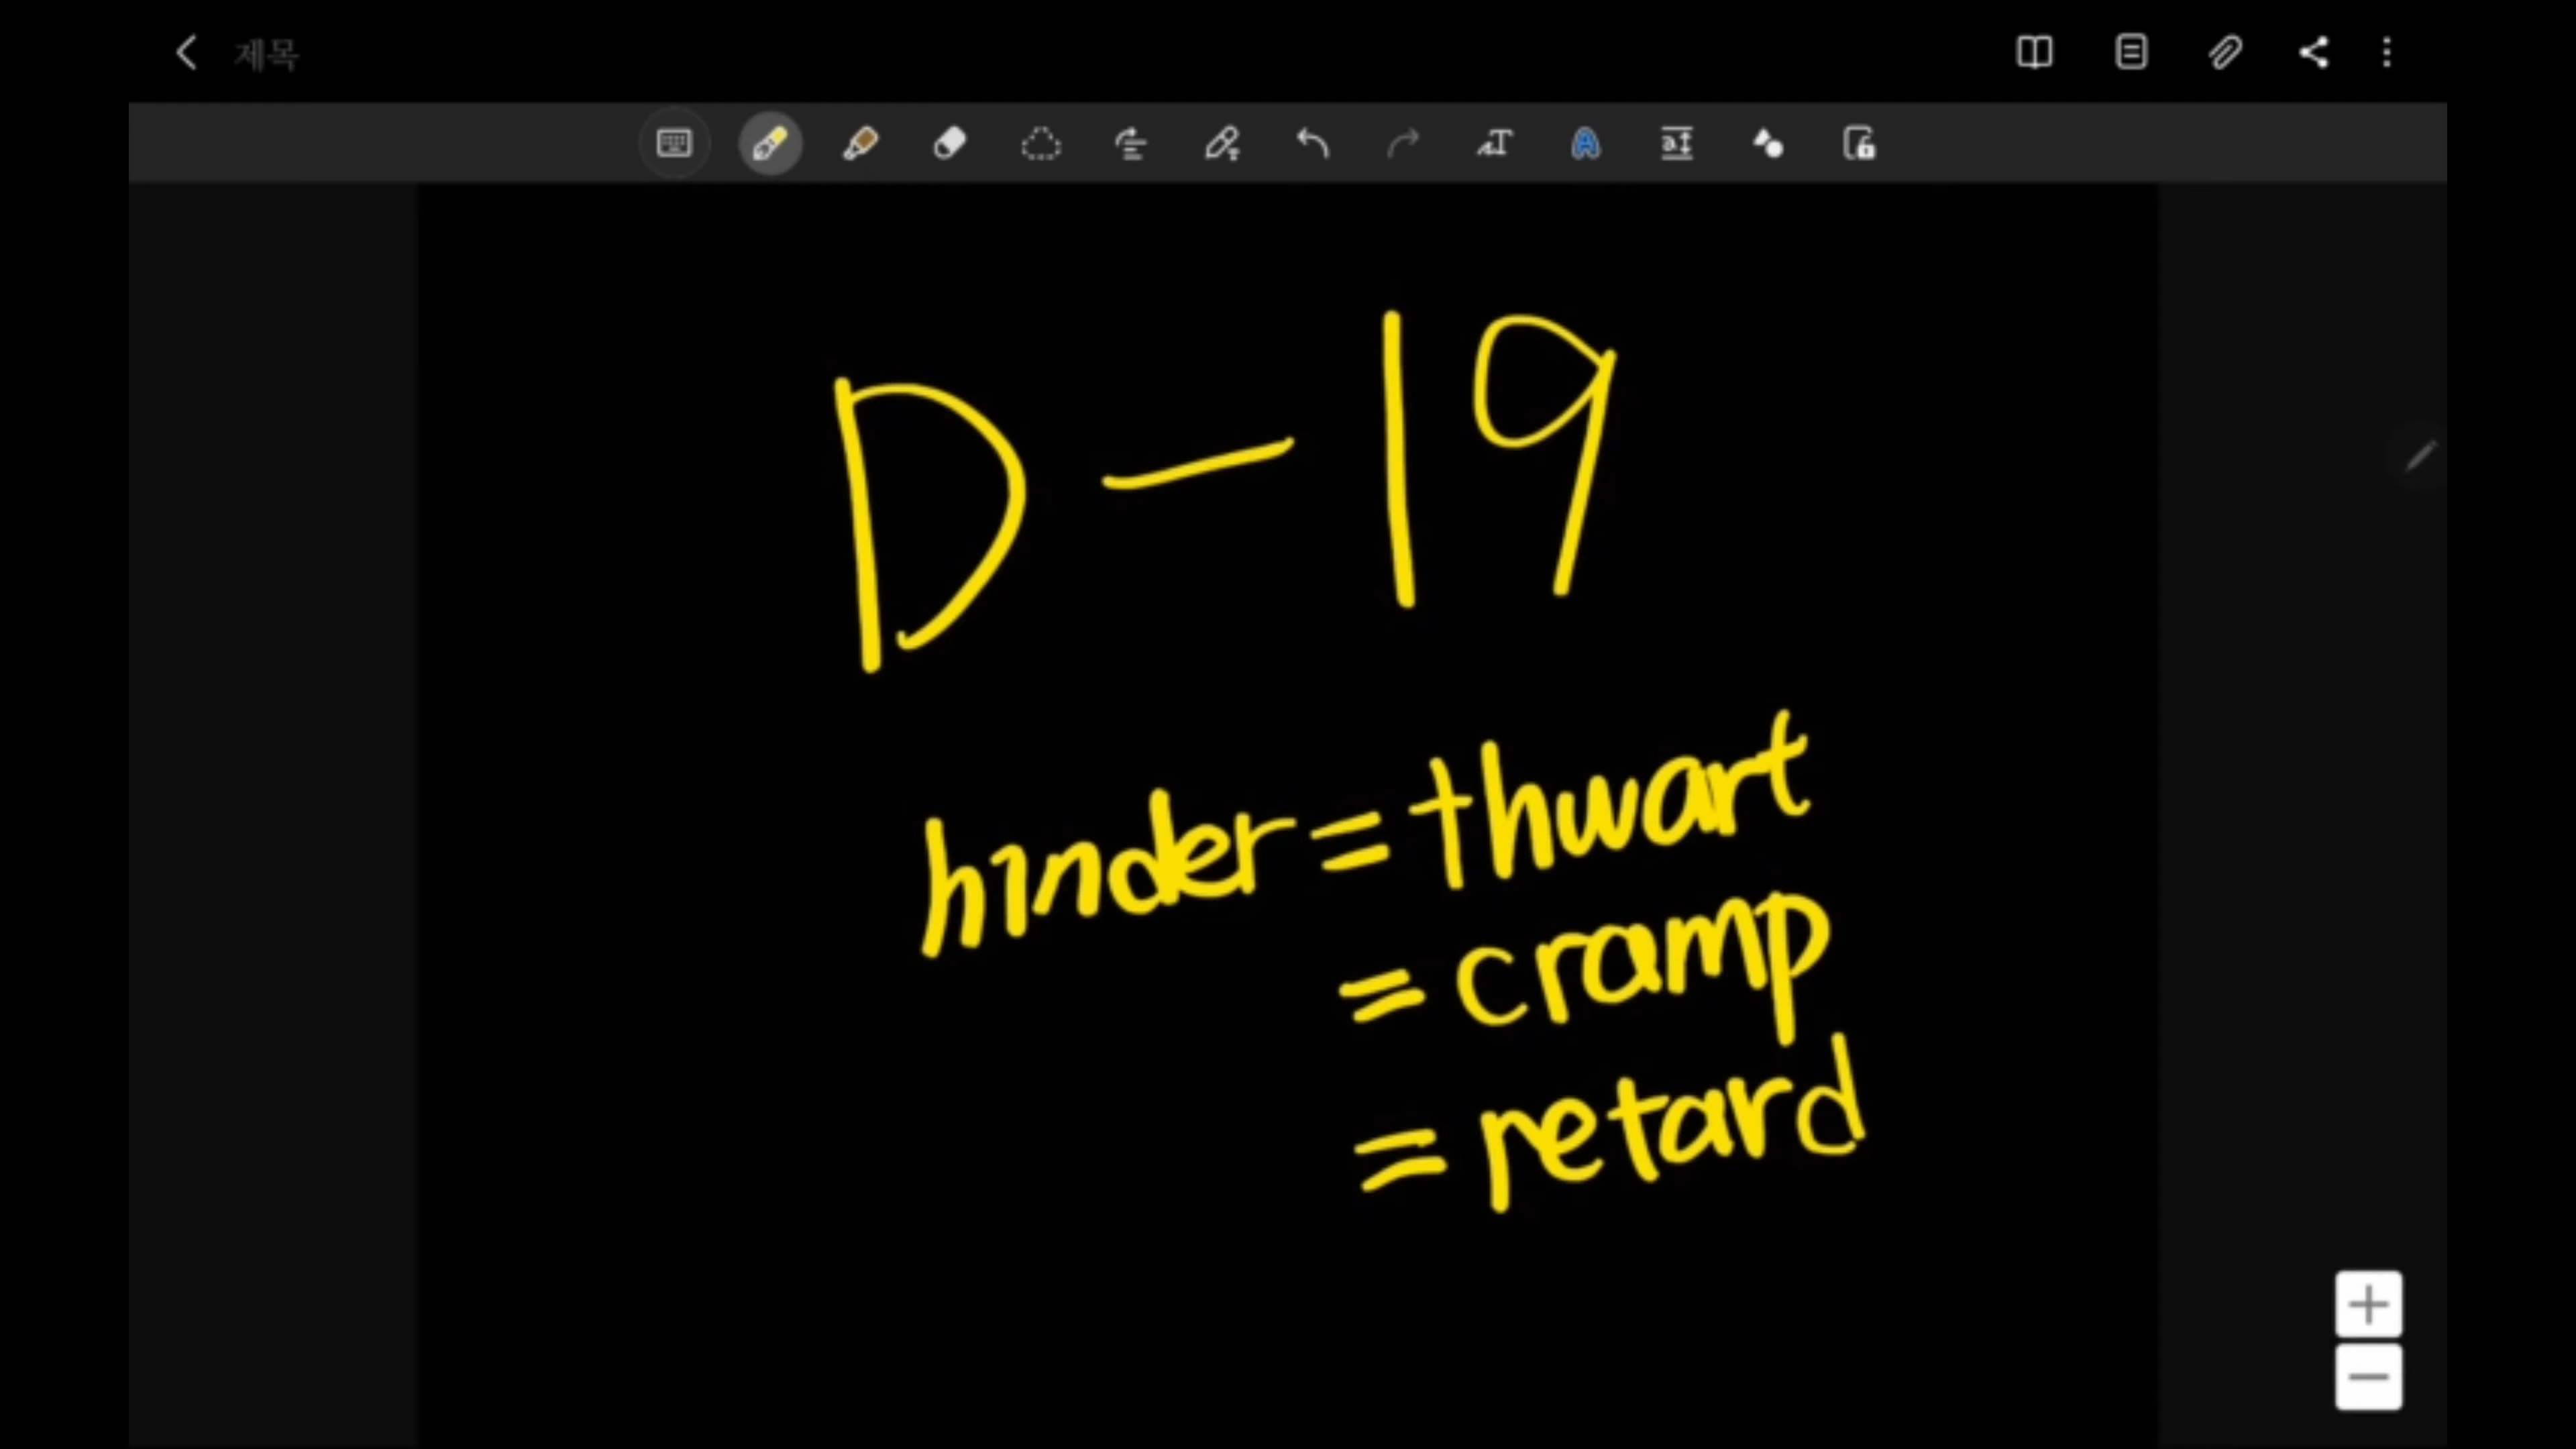 제목
D-19
hinder = thwart
= cramp
= retard